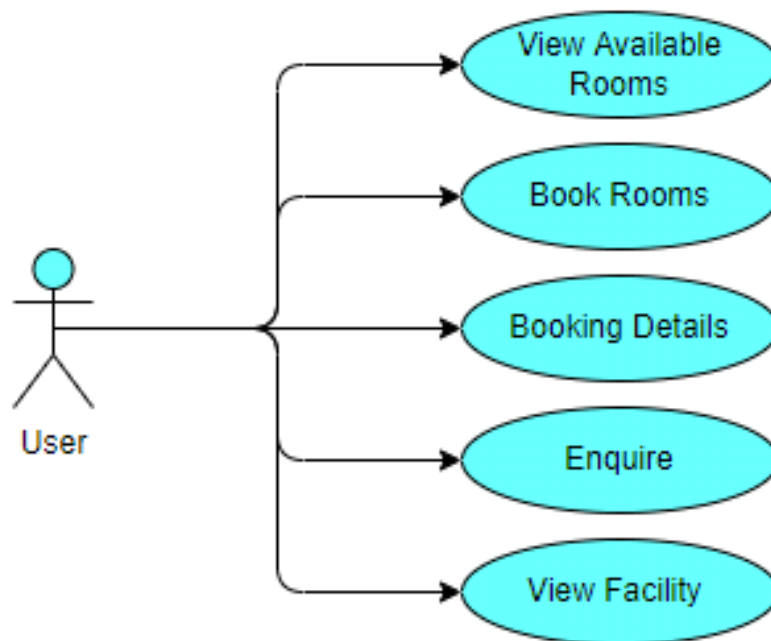 View Available
Rooms
Book Rooms
Booking Details
User
Enquire
View Facility